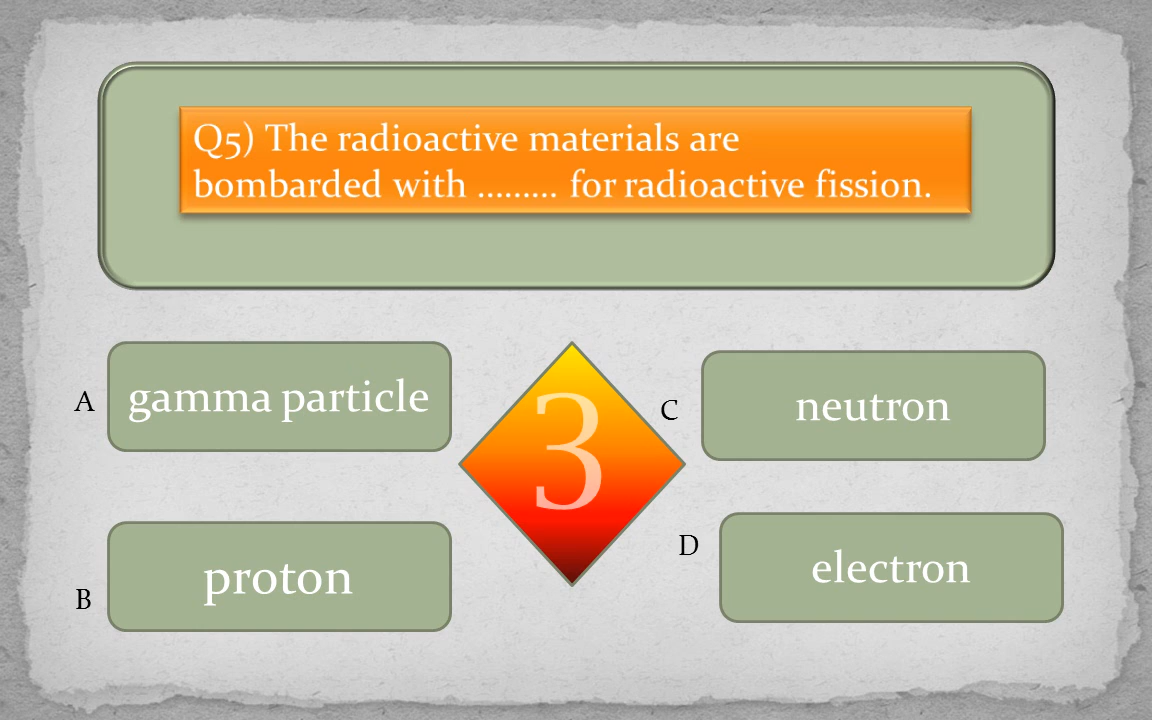 Q5) The radioactive materials are
bombarded with ......... for radioactive fission.
A
gamma particle
B
proton
3
C
neutron
D
electron